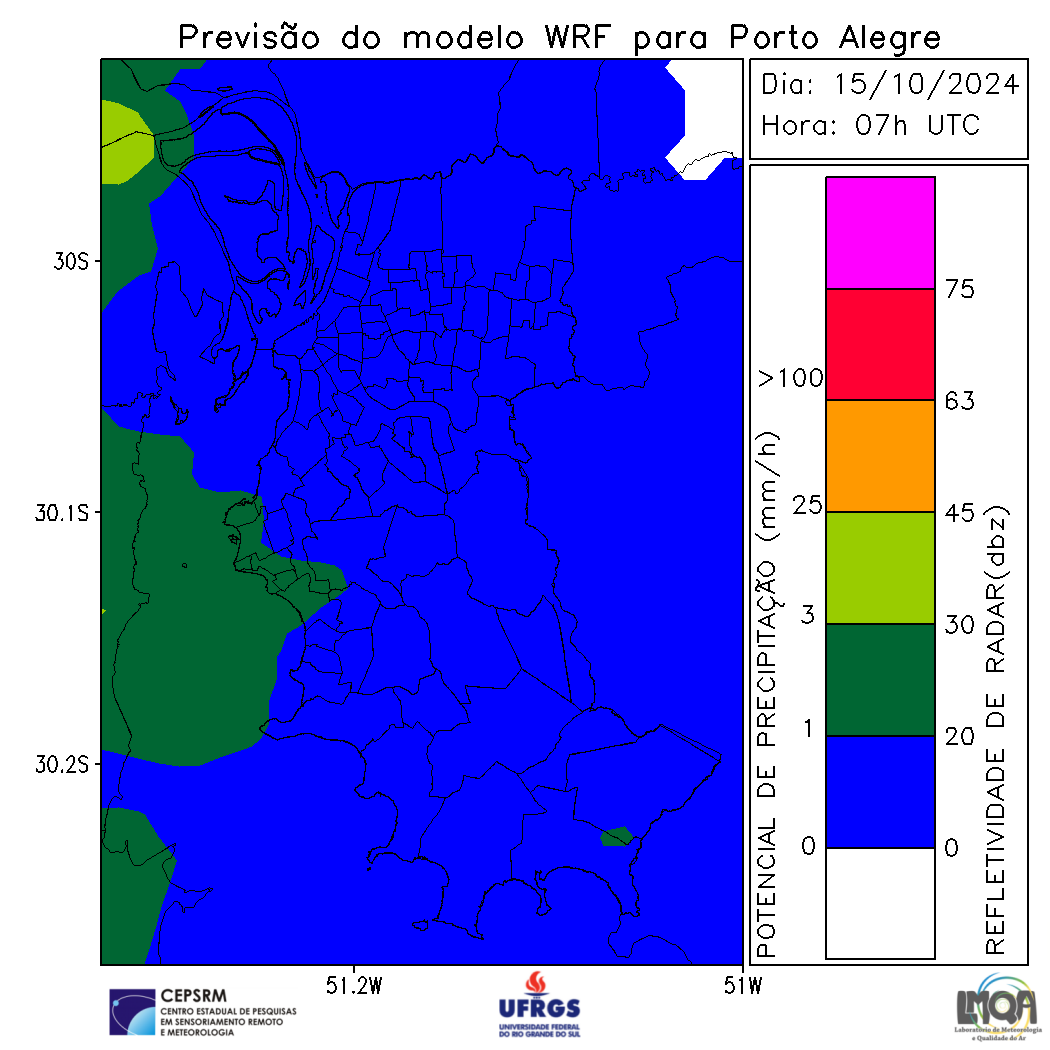 Previsão do modelo WRF para Porto Alegre
Dia: 15/10/2024
Hora: 07h UTC
30S
30.1S
30.2S
51.2W
51W
POTENCIAL DE PRECIPITAÇÃO (mm/h)
>100
25
3
1
0
75
63
45
30
20
0
REFLETIVIDADE DE RADAR(dbz)
CEPSRM
CENTRO ESTADUAL DE PESQUISAS
EM SENSORIAMENTO REMOTO
E METEOROLOGIA
UFRGS
UNIVERSIDADE FEDERAL
DO RIO GRANDE DO SUL
LMQA
Laboratório de Meteorologia
e Qualidade do Ar